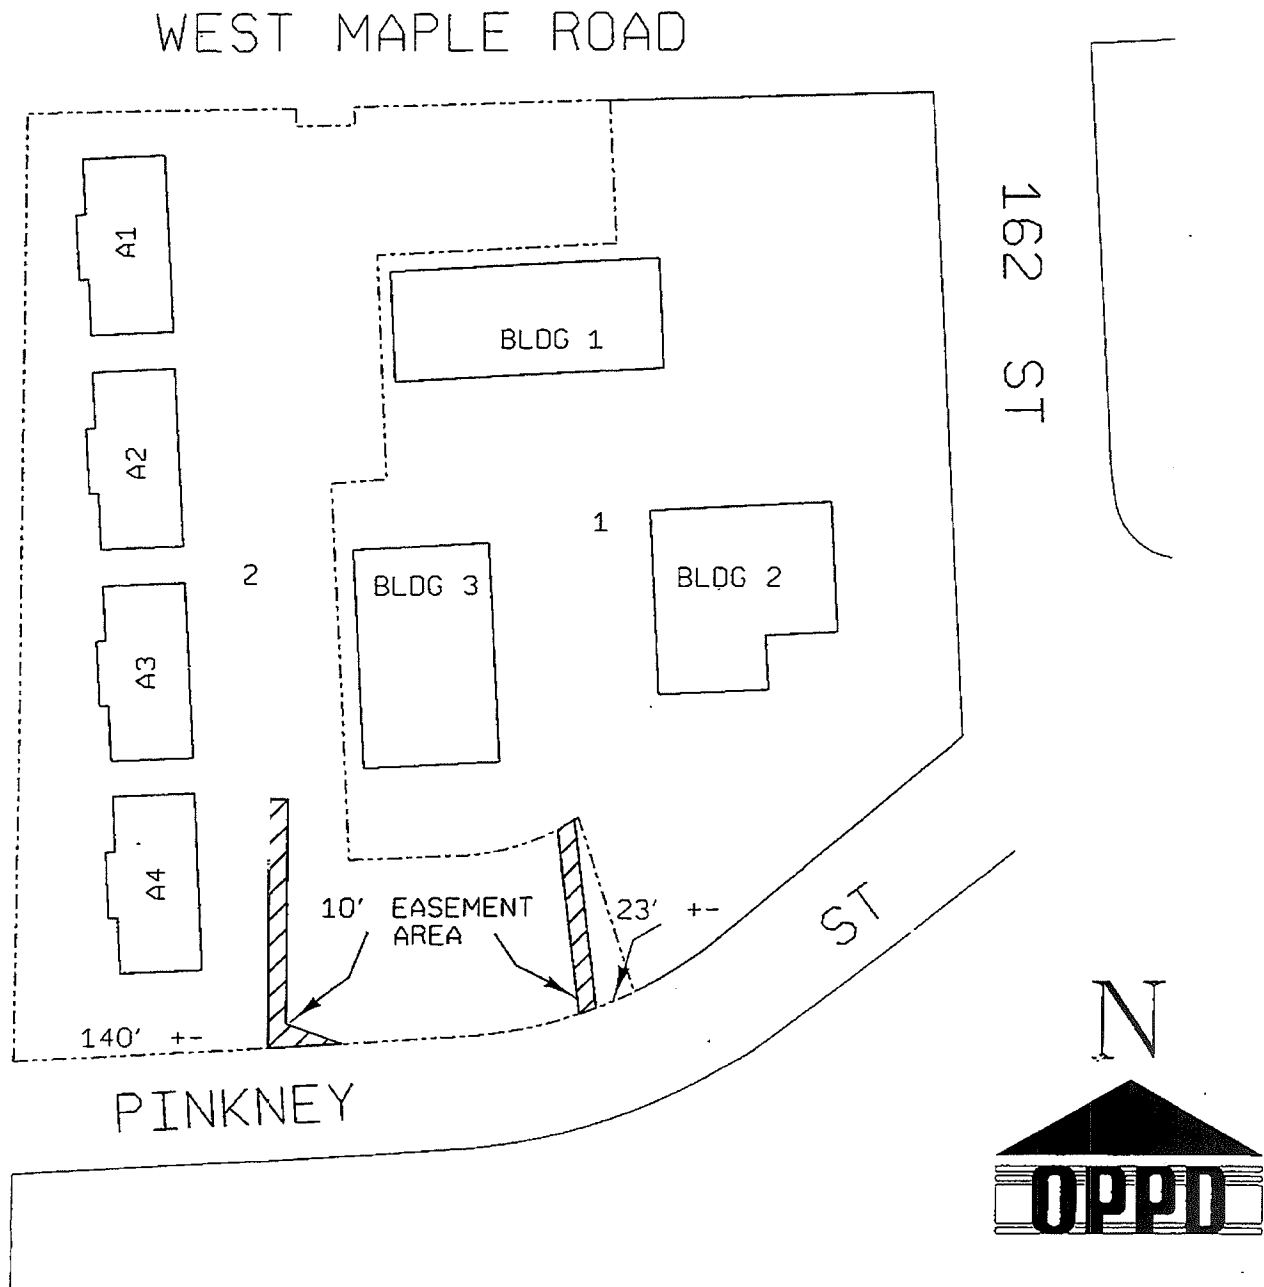 WEST MAPLE ROAD
162 ST
A1
BLDG 1
A2
1
2
BLDG 3
BLDG 2
A3
A4
10' EASEMENT
AREA
23' +-
ST
140' +-
PINKNEY
N
OPPD